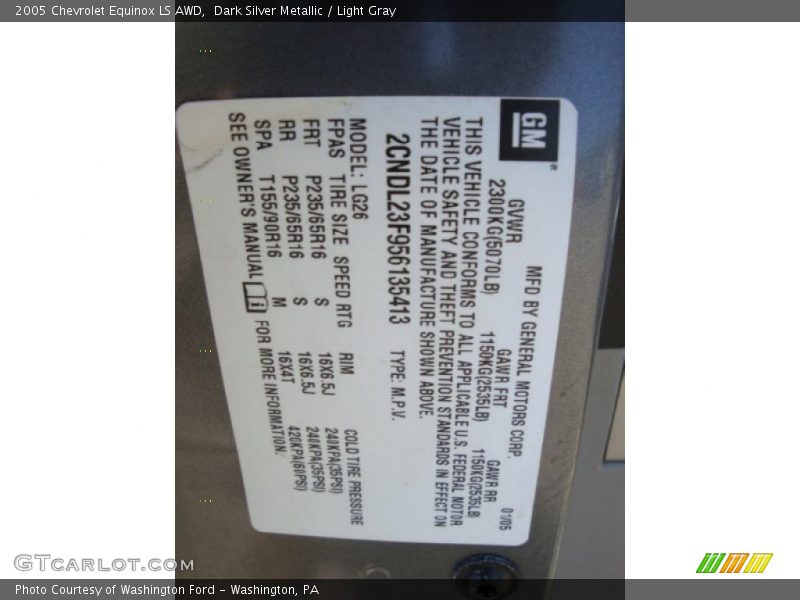 2005 Chevrolet Equinox LS AWD,  Dark Silver Metallic / Light Gray
GM
MFD BY GENERAL MOTORS CORP. 01/05
GVWR GAWR FRT GAWR RR
2300KG(5070LB) 1150KG(2535LB) 1150KG(2535LB)
THIS VEHICLE CONFORMS TO ALL APPLICABLE U.S. FEDERAL MOTOR
VEHICLE SAFETY AND THEFT PREVENTION STANDARDS IN EFFECT ON
THE DATE OF MANUFACTURE SHOWN ABOVE.
2CNDL23F956135413 TYPE: M.P.V.
MODEL: LG26
FPAS TIRE SIZE SPEED RTG RIM COLD TIRE PRESSURE
FRT P235/65R16 S 16X6.5J 240KPA(35PSI)
RR P235/65R16 S 16X6.5J 240KPA(35PSI)
SPA T155/90R16 M 16X4T 420KPA(60PSI)
SEE OWNER'S MANUAL i FOR MORE INFORMATION.
GTcarlot.com
Photo Courtesy of Washington Ford - Washington, PA